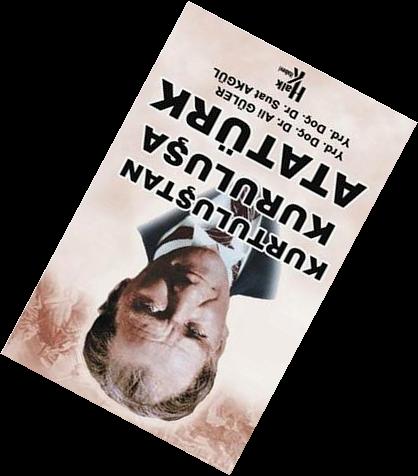 KURTULUŞTAN
KURULUŞA
ATATÜRK
Yrd. Doç. Dr. Ali GÜLER
Yrd. Doç. Dr. Suat AKGÜL
Halk